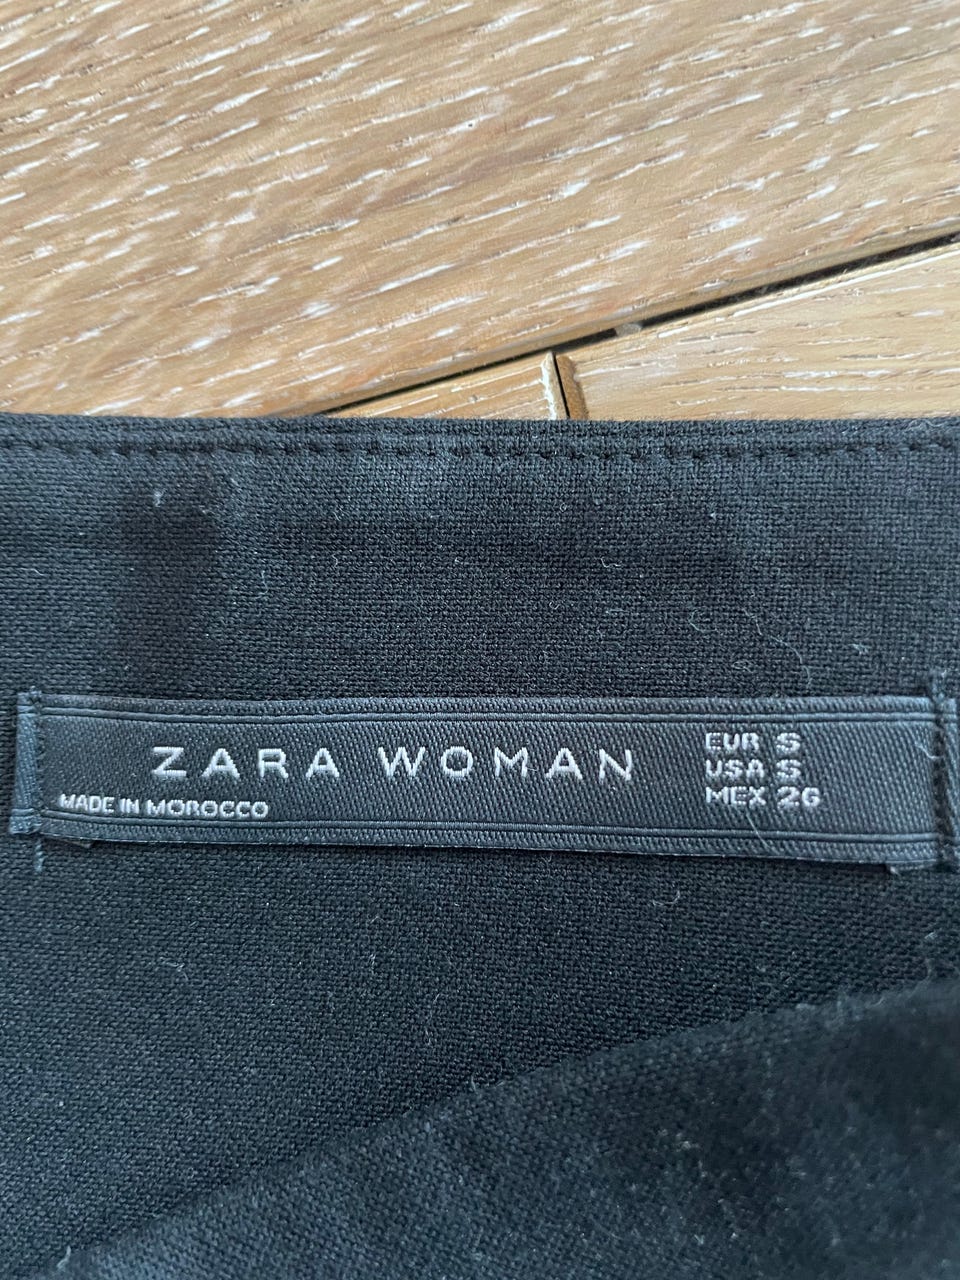 ZARA WOMAN
MADE IN MOROCCO
EUR S
USA S
MEX 26